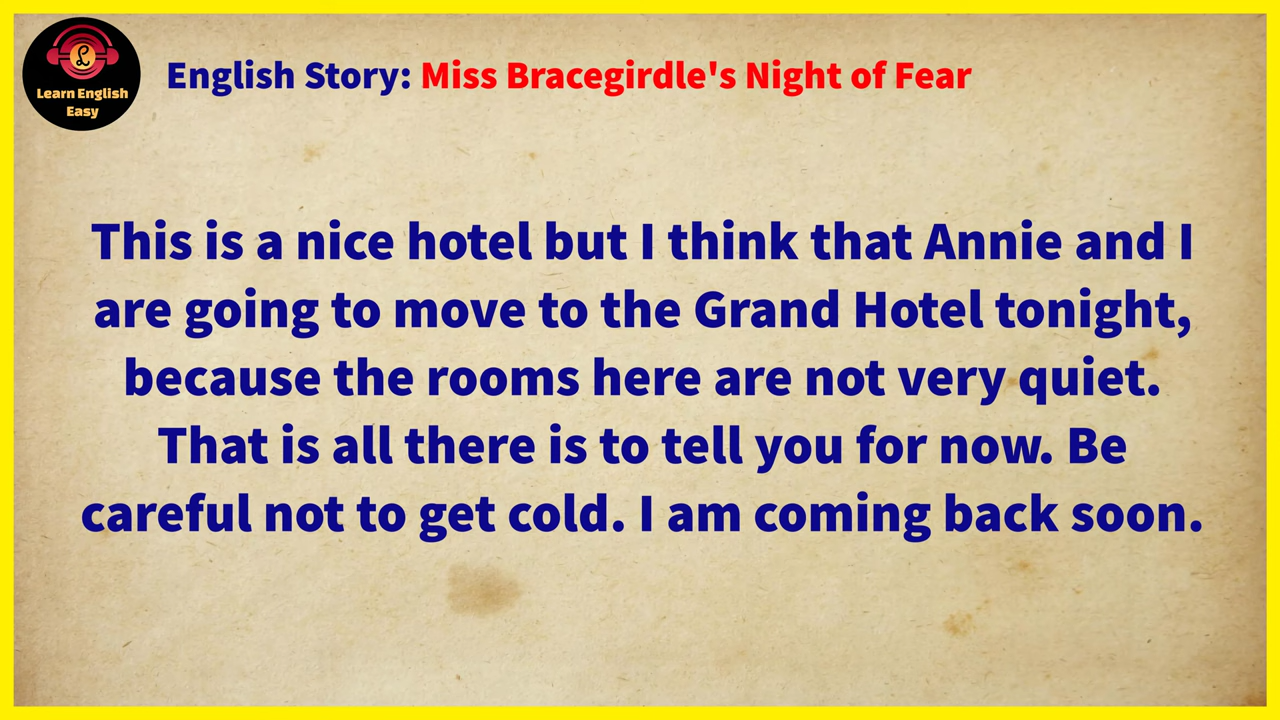 Learn English
Easy
English Story: Miss Bracegirdle's Night of Fear
This is a nice hotel but I think that Annie and I
are going to move to the Grand Hotel tonight,
because the rooms here are not very quiet.
That is all there is to tell you for now. Be
careful not to get cold. I am coming back soon.